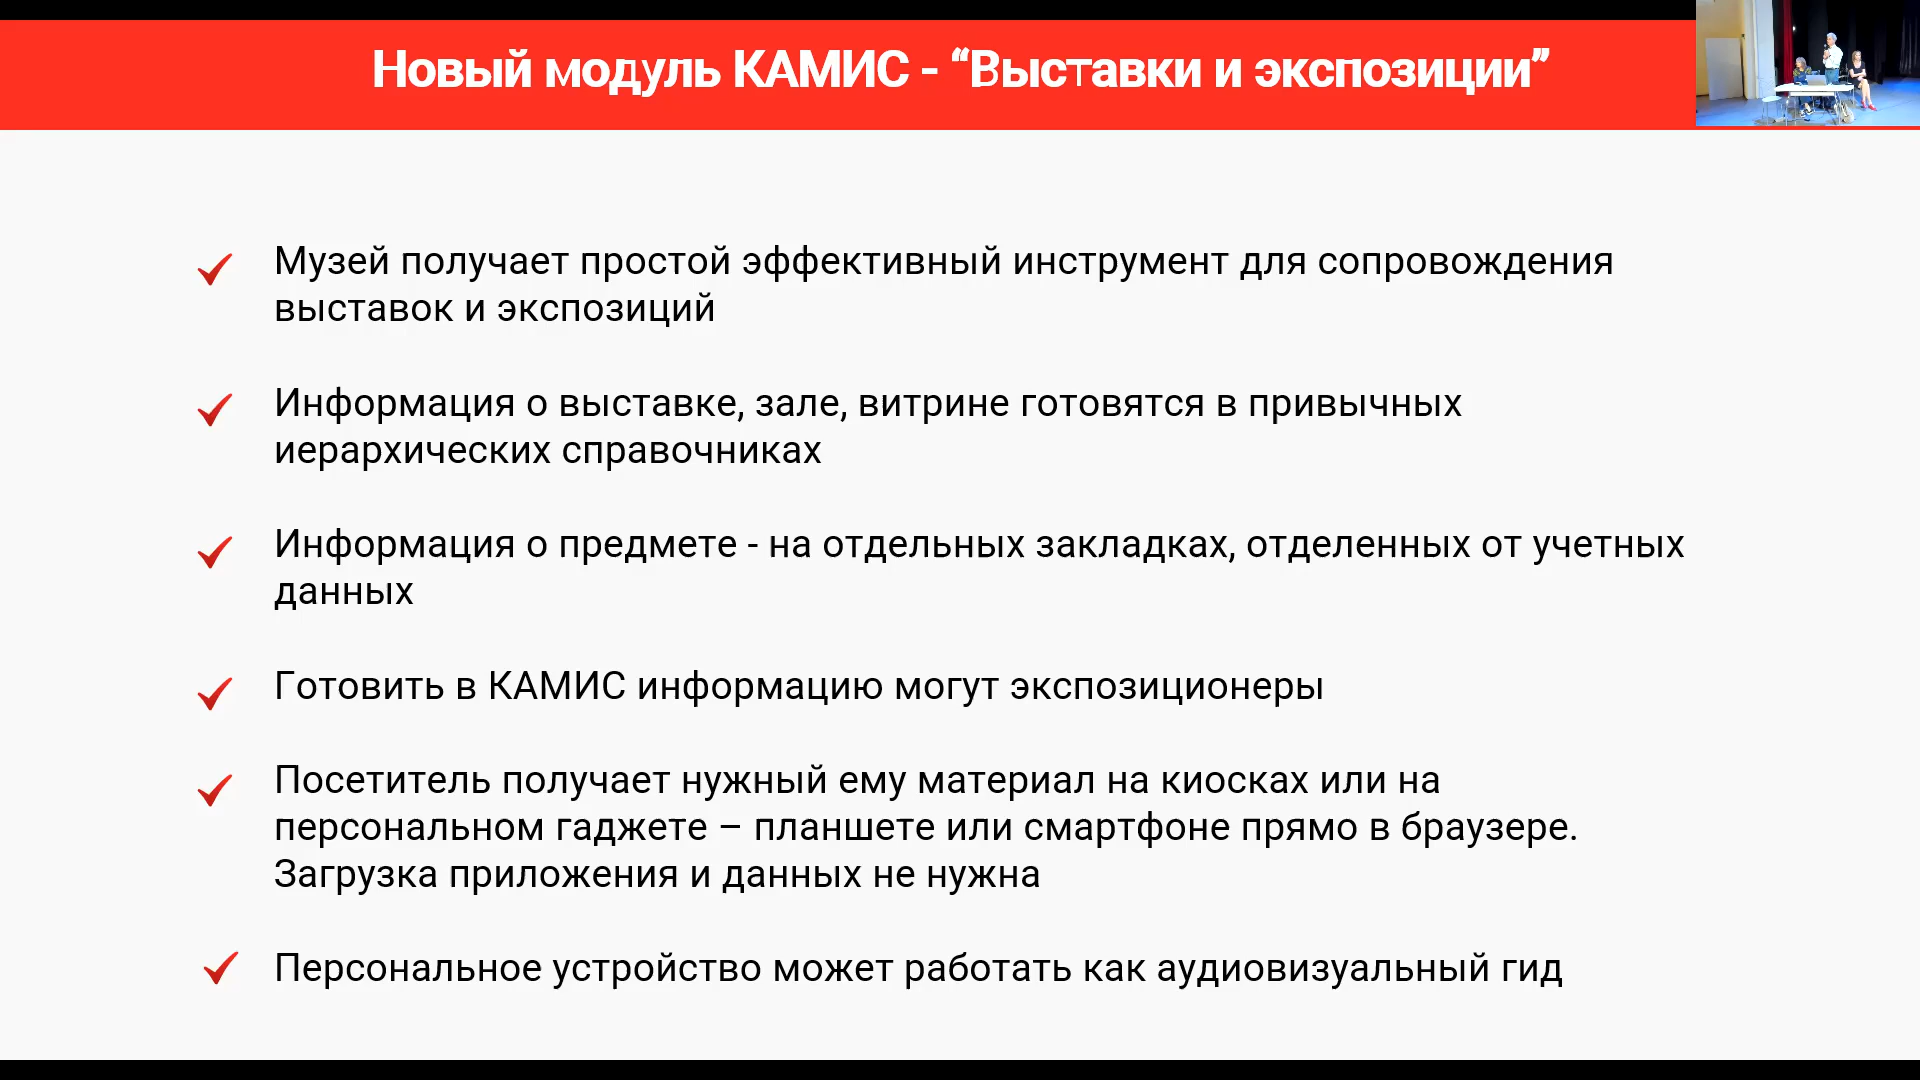 Новый модуль КАМИС - “Выставки и экспозиции”
Музей получает простой эффективный инструмент для сопровождения
выставок и экспозиций
Информация о выставке, зале, витрине готовятся в привычных
иерархических справочниках
Информация о предмете - на отдельных закладках, отделенных от учетных
данных
Готовить в КАМИС информацию могут экспозиционеры
Посетитель получает нужный ему материал на киосках или на
персональном гаджете – планшете или смартфоне прямо в браузере.
Загрузка приложения и данных не нужна
Персональное устройство может работать как аудиовизуальный гид